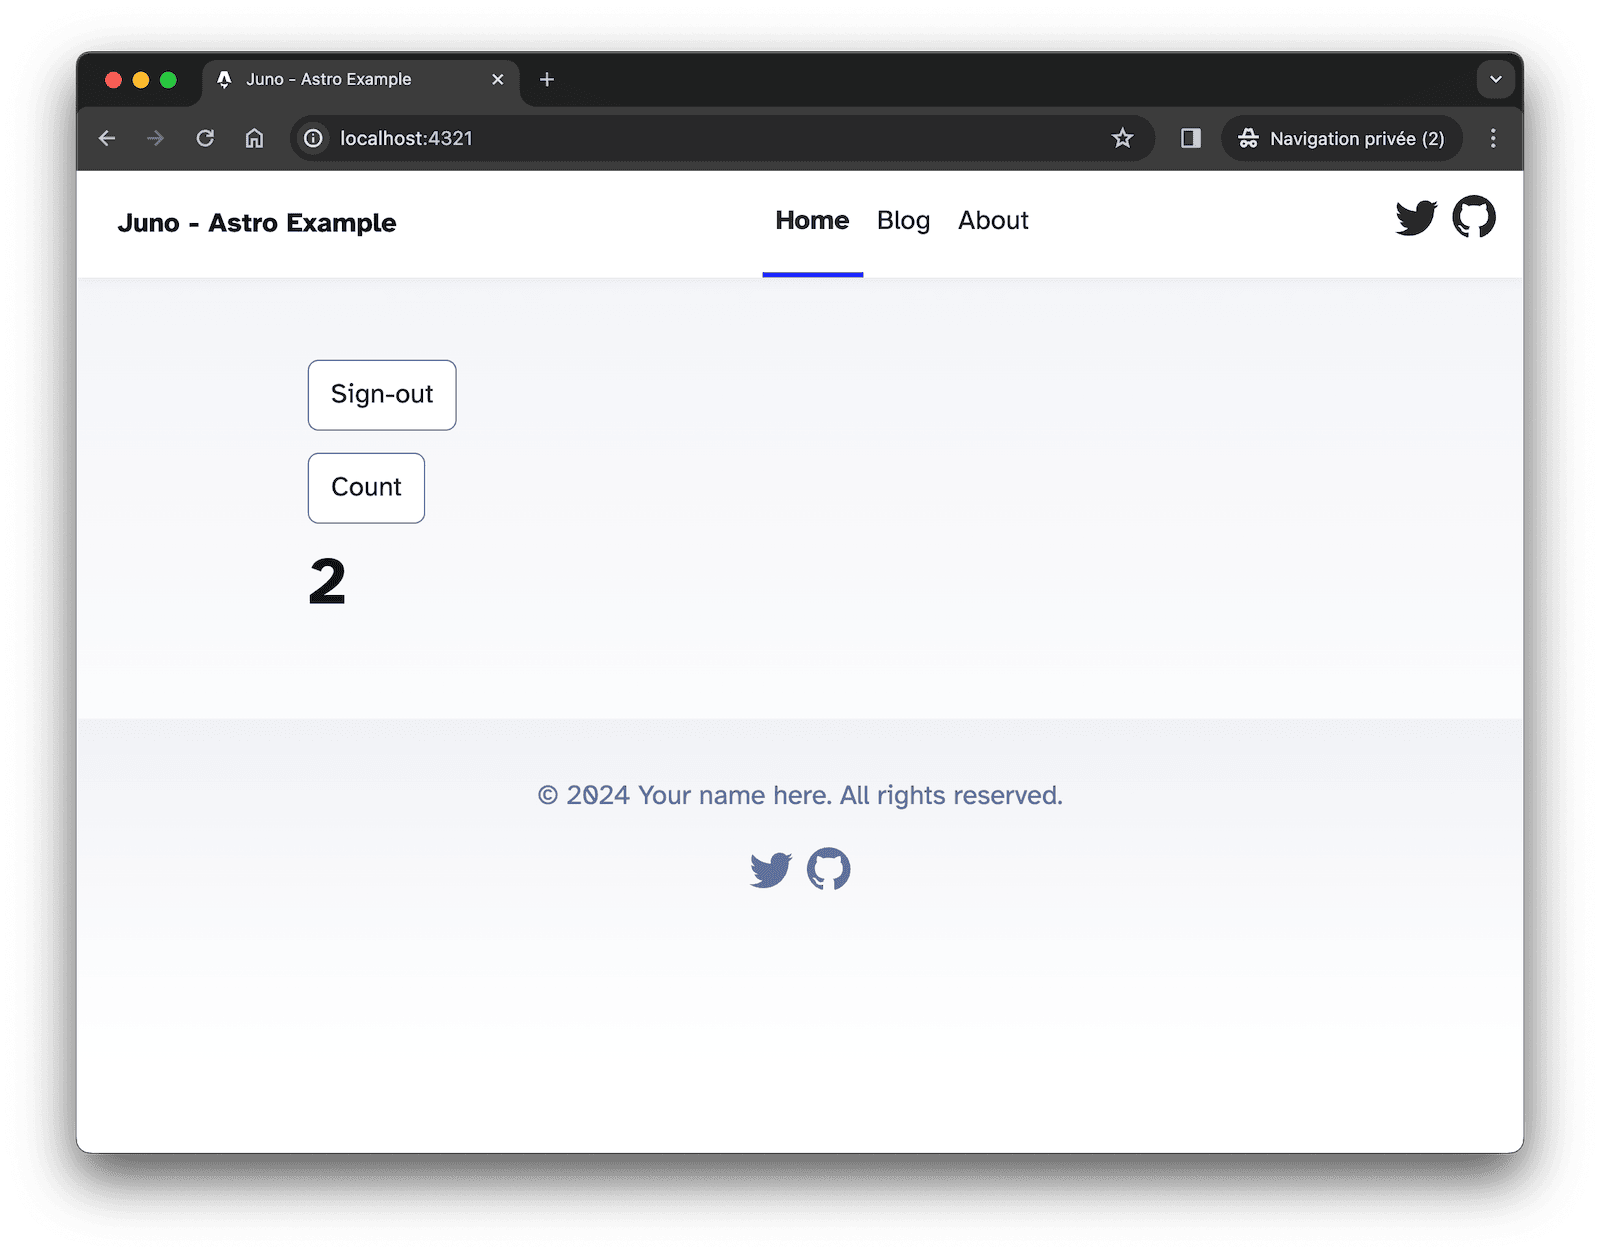 Juno - Astro Example
localhost:4321
Navigation privée (2)
Juno - Astro Example
Home Blog About
Sign-out
Count
2
© 2024 Your name here. All rights reserved.